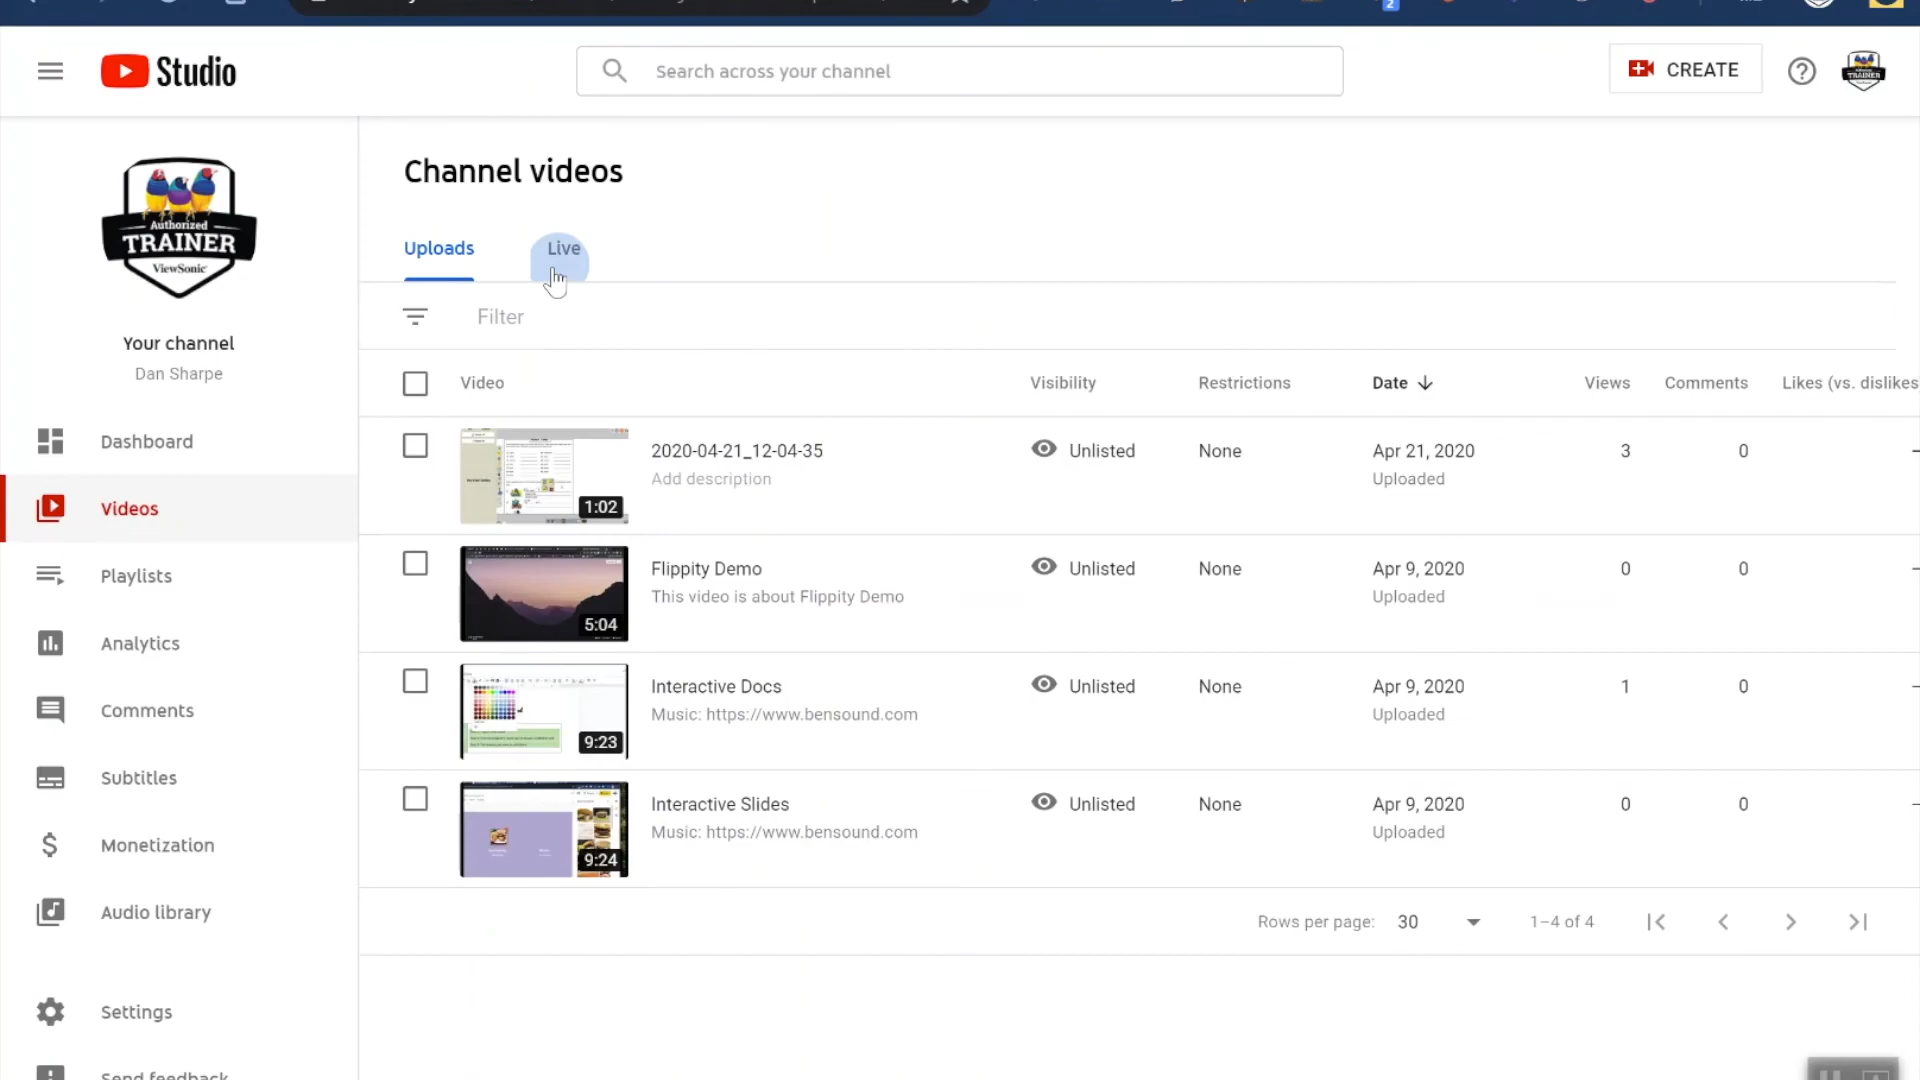 Studio
Search across your channel
CREATE
Authorized
TRAINER
ViewSonic
Your channel
Dan Sharpe
Dashboard
Videos
Playlists
Analytics
Comments
Subtitles
Monetization
Audio library
Settings
Send feedback
Channel videos
Uploads
Live
Filter
Video Visibility Restrictions Date Views Comments Likes (vs. dislikes
1:02
2020-04-21_12-04-35 Unlisted None Apr 21, 2020 3 0 –
Add description Uploaded
5:04
Flippity Demo Unlisted None Apr 9, 2020 0 0 –
This video is about Flippity Demo Uploaded
9:23
Interactive Docs Unlisted None Apr 9, 2020 1 0 –
Music: https://www.bensound.com Uploaded
9:24
Interactive Slides Unlisted None Apr 9, 2020 0 0 –
Music: https://www.bensound.com Uploaded
Rows per page: 30 1–4 of 4